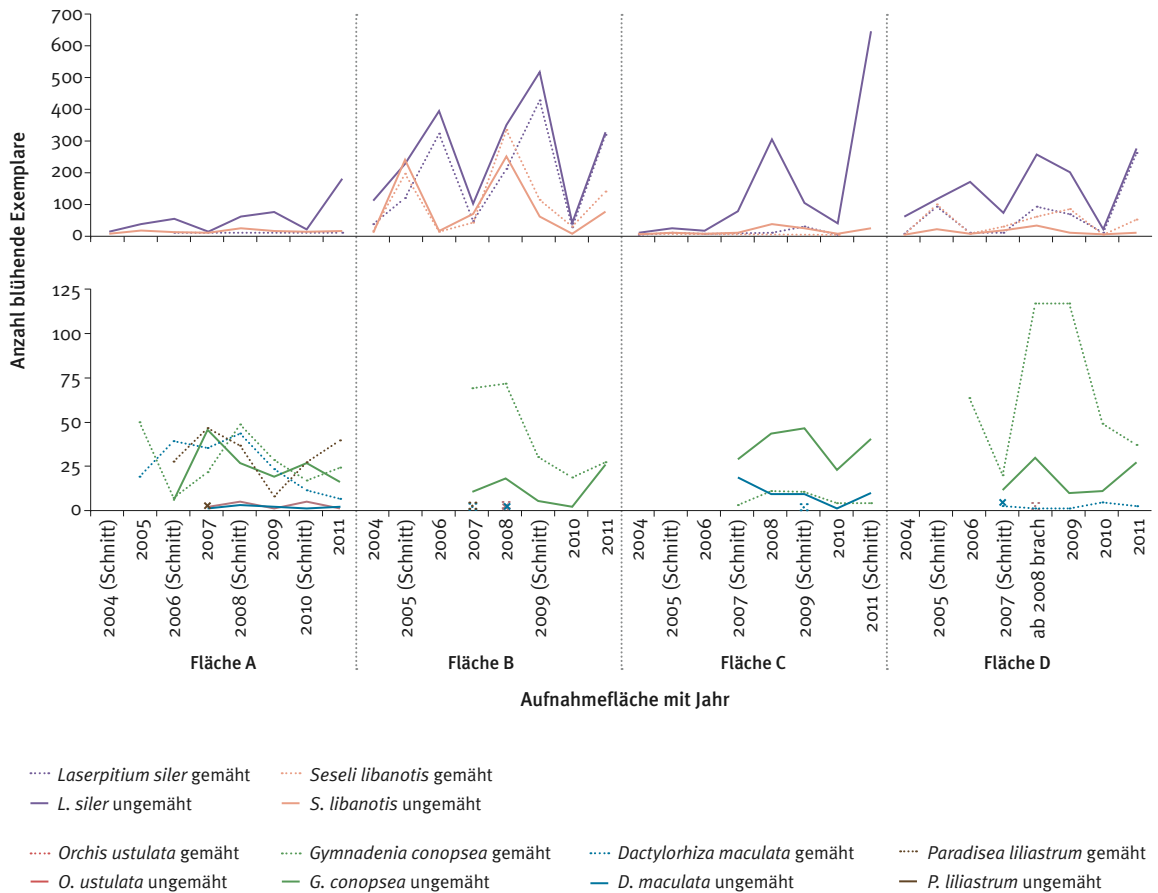 Anzahl blühende Exemplare
700
600
500
400
300
200
100
0
125
100
75
50
25
0
2004 (Schnitt)
2005
2006 (Schnitt)
2007
2008 (Schnitt)
2009
2010 (Schnitt)
2011
2004
2005 (Schnitt)
2006
2007
2008
2009 (Schnitt)
2010
2011
2004
2005 (Schnitt)
2006
2007 (Schnitt)
2008
2009 (Schnitt)
2010
2011 (Schnitt)
2004
2005 (Schnitt)
2006
2007 (Schnitt)
ab 2008 brach
2009
2010
2011
Fläche A
Fläche B
Fläche C
Fläche D
Aufnahmefläche mit Jahr
Laserpitium siler gemäht
Seseli libanotis gemäht
L. siler ungemäht
S. libanotis ungemäht
Orchis ustulata gemäht
Gymnadenia conopsea gemäht
Dactylorhiza maculata gemäht
Paradisea liliastrum gemäht
O. ustulata ungemäht
G. conopsea ungemäht
D. maculata ungemäht
P. liliastrum ungemäht